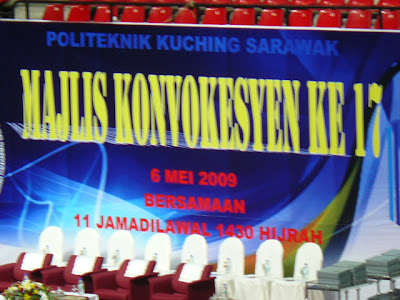 POLITEKNIK KUCHING SARAWAK
MAJLIS KONVOKESYEN KE 17
6 MEI 2009
BERSAMAAN
11 JAMADILAWAL 1430 HIJRAH